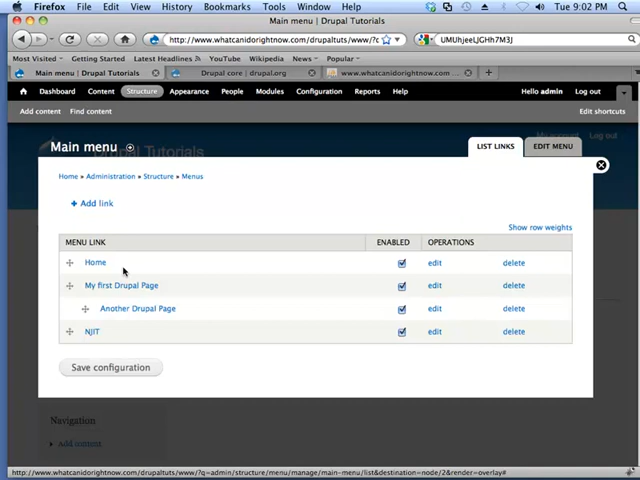 Firefox File Edit View History Bookmarks Tools Window Help Tue 9:02 PM
Main menu | Drupal Tutorials
http://www.whatcanidorightnow.com/drupaltuts/www/?c UMUhjeeLJGHh7M3J
Most Visited Getting Started Latest Headlines YouTube Wikipedia News Popular
Main menu | Drupal Tutorials Drupal core | drupal.org www.whatcanidorightnow.com/dru...
Dashboard Content Structure Appearance People Modules Configuration Reports Help Hello admin Log out
Add content Find content Edit shortcuts
My account Log out
Main menu LIST LINKS EDIT MENU
Drupal Tutorials
Home » Administration » Structure » Menus
+ Add link
Show row weights
MENU LINK ENABLED OPERATIONS
Home edit delete
My first Drupal Page edit delete
Another Drupal Page edit delete
NJIT edit delete
Save configuration
Navigation
Add content
http://www.whatcanidorightnow.com/drupaltuts/www/?q=admin/structure/menu/manage/main-menu/list&destination=node/2&render=overlay#